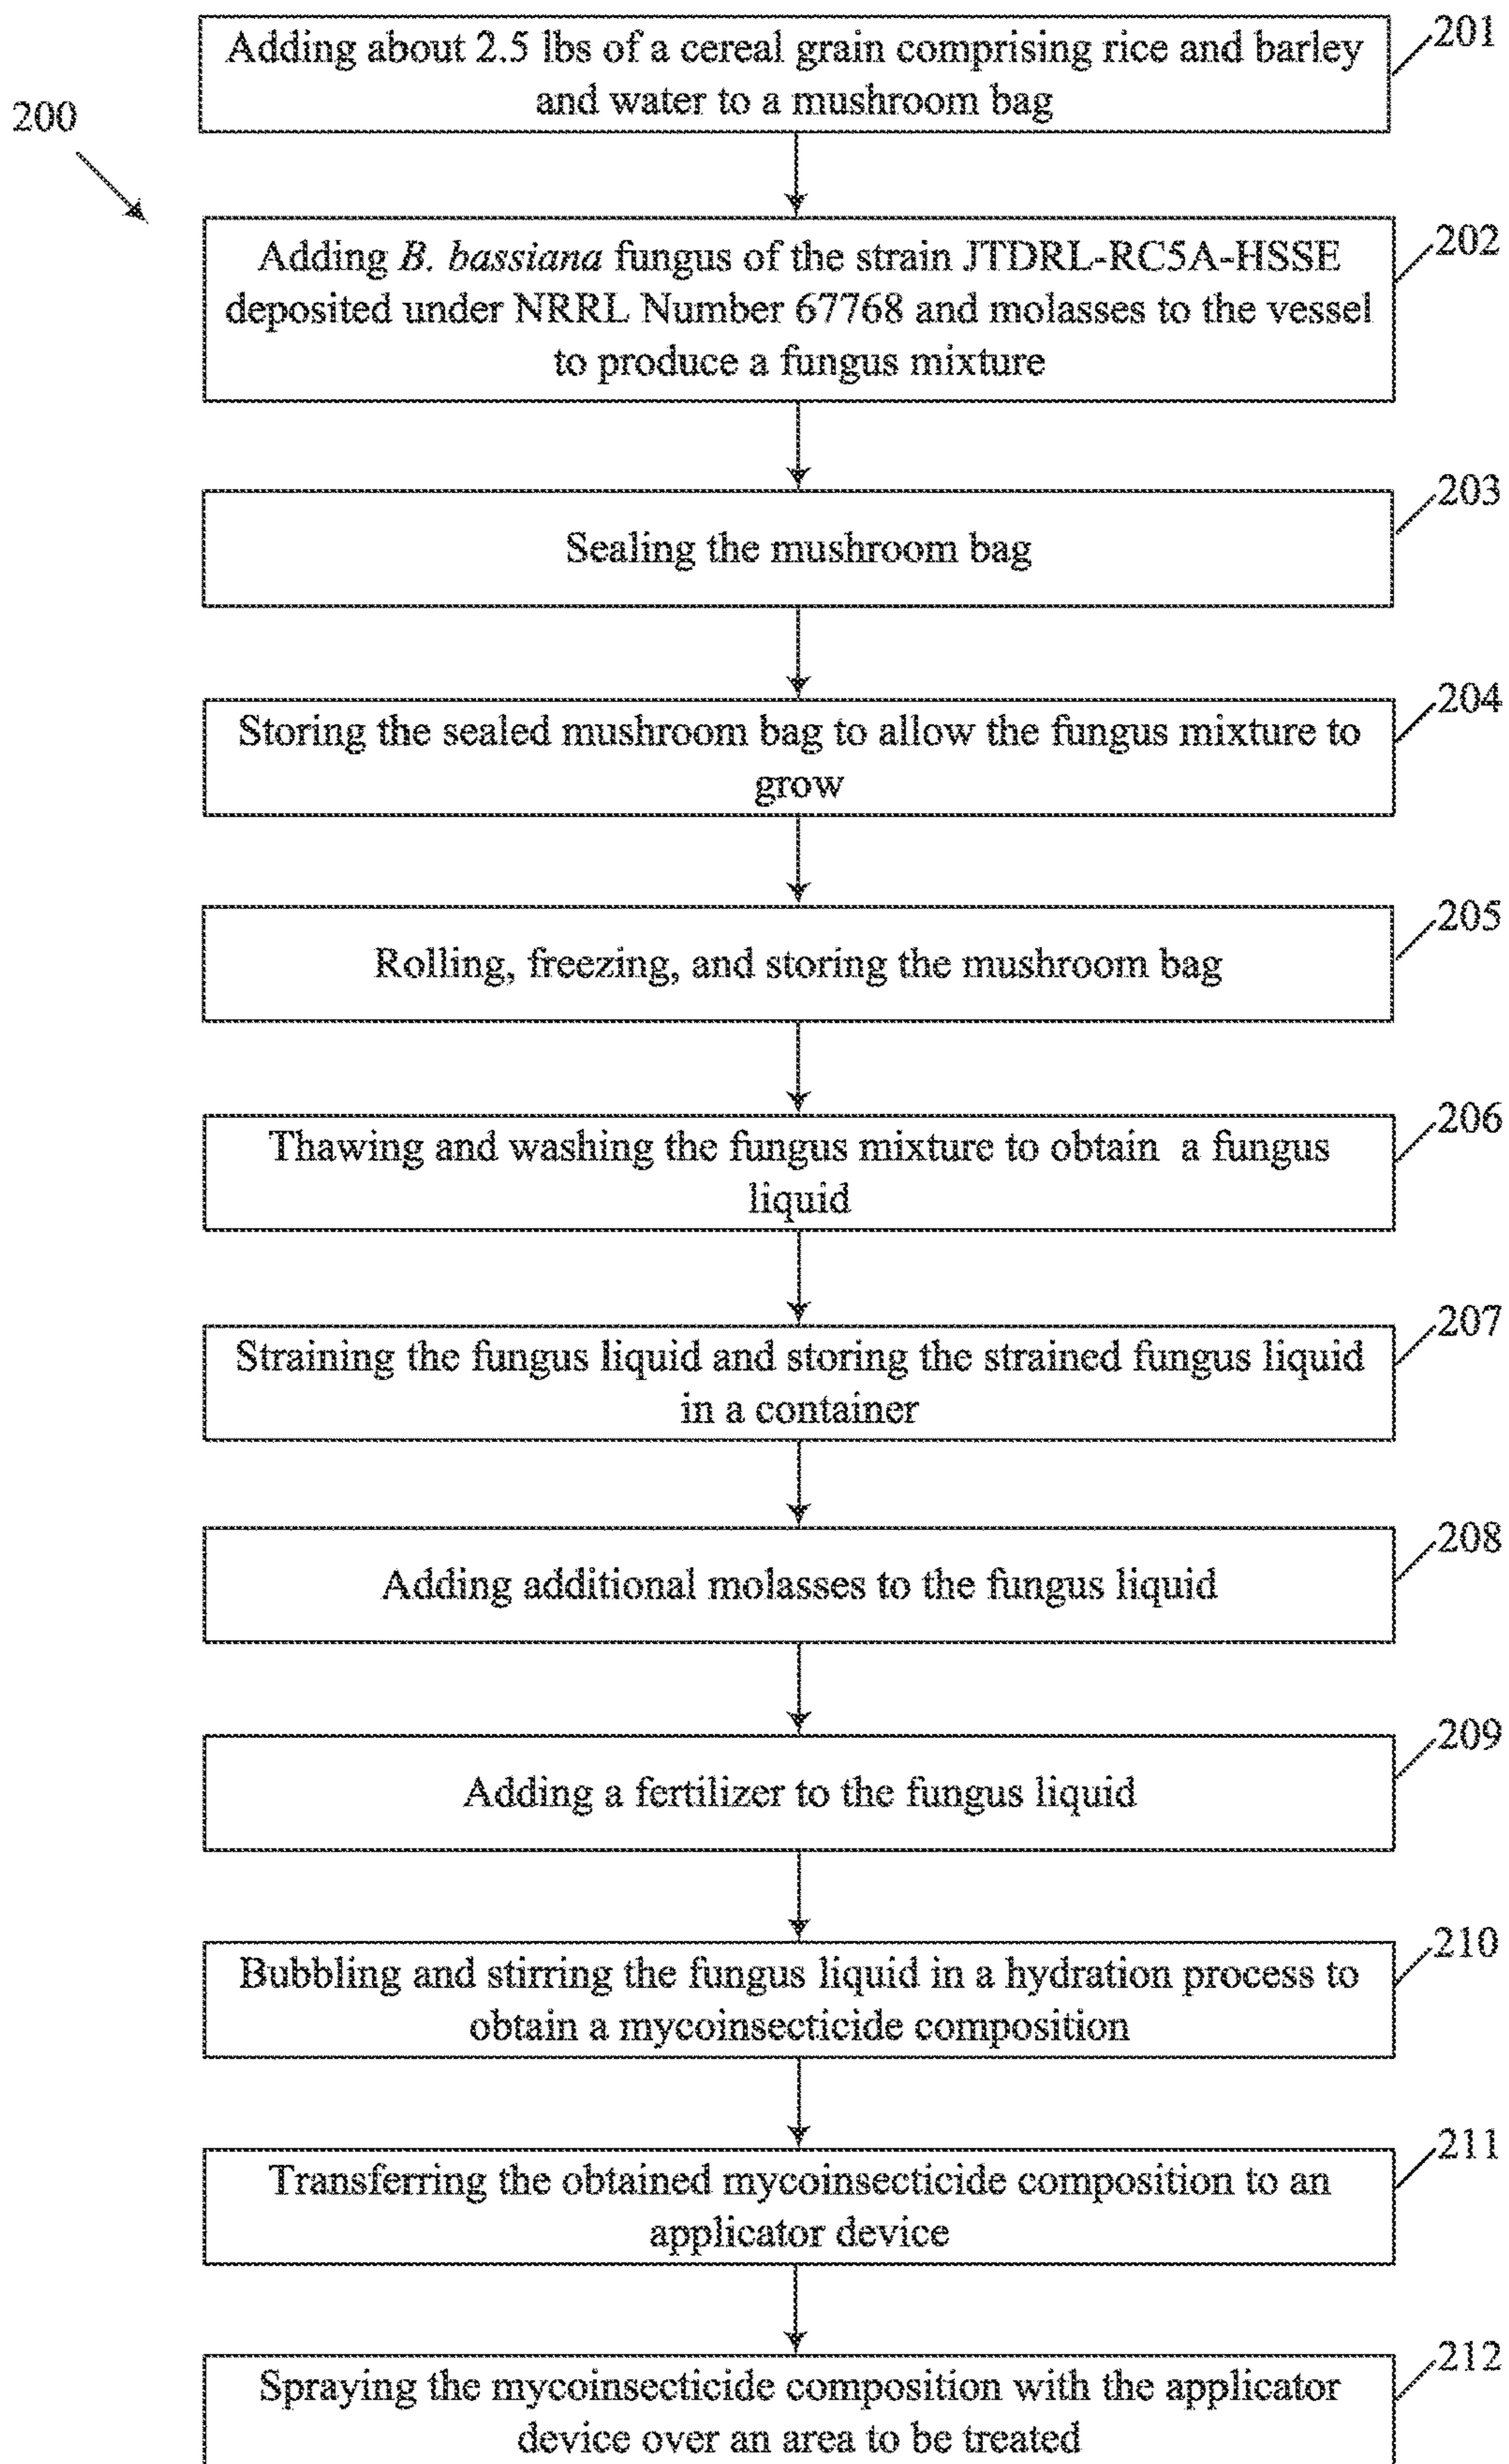 Adding about 2.5 lbs of a cereal grain comprising rice and barley
and water to a mushroom bag
201
200
Adding B. bassiana fungus of the strain JTDRL-RC5A-HSSE
deposited under NRRL Number 67768 and molasses to the vessel
to produce a fungus mixture
202
Sealing the mushroom bag
203
Storing the sealed mushroom bag to allow the fungus mixture to
grow
204
Rolling, freezing, and storing the mushroom bag
205
Thawing and washing the fungus mixture to obtain a fungus
liquid
206
Straining the fungus liquid and storing the strained fungus liquid
in a container
207
Adding additional molasses to the fungus liquid
208
Adding a fertilizer to the fungus liquid
209
Bubbling and stirring the fungus liquid in a hydration process to
obtain a mycoinsecticide composition
210
Transferring the obtained mycoinsecticide composition to an
applicator device
211
Spraying the mycoinsecticide composition with the applicator
device over an area to be treated
212